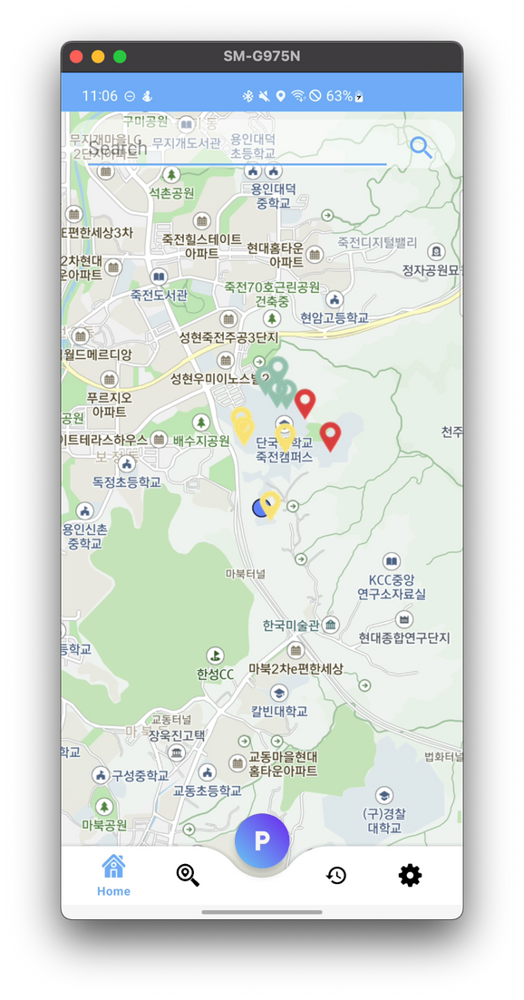 SM-G975N
11:06
63%
구미공원
무지개마을LG
2단지아파트
무지개도서관
용인대덕
초등학교
Search
석촌공원
용인대덕
중학교
E편한세상3차
죽전힐스테이트
아파트
현대홈타운
아파트
죽전디지털밸리
2차현대
운아파트
정자공원묘
죽전도서관
죽전70호근린공원
건축중
현암고등학교
성현죽전주공3단지
월드메르디앙
성현우미이노스빌2
푸르지오
아파트
공원
이트테라스하우스
배수지공원
단국
학교
죽전캠퍼스
천주
보정동
독정초등학교
용인신촌
중학교
마북터널
KCC중앙
연구소자료실
한국미술관
현대종합연구단지
등학교
한성CC
마북2차e편한세상
칼빈대학교
교동터널
마북
장욱진고택
학교
구성중학교
교동초등학교
교동마을현대
홈타운아파트
법화터널
마북공원
(구)경찰
대학교
P
Home